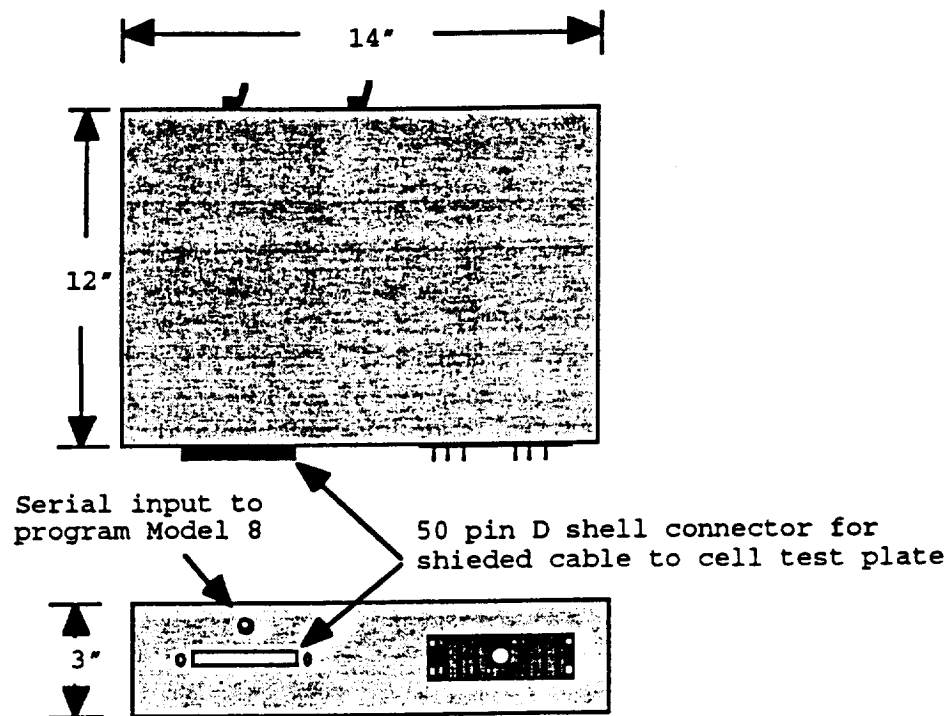 14"
12"
Serial input to
program Model 8
50 pin D shell connector for
shieded cable to cell test plate
3"